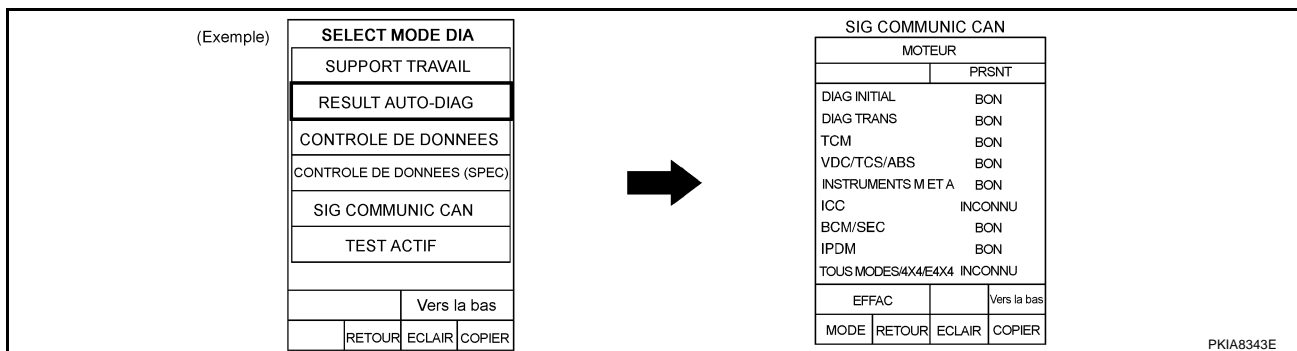 (Exemple)
SELECT MODE DIA
SUPPORT TRAVAIL
RESULT AUTO-DIAG
CONTROLE DE DONNEES
CONTROLE DE DONNEES (SPEC)
SIG COMMUNIC CAN
TEST ACTIF
Vers la bas
RETOUR ECLAIR COPIER
SIG COMMUNIC CAN
MOTEUR
PRSNT
DIAG INITIAL BON
DIAG TRANS BON
TCM BON
VDC/TCS/ABS BON
INSTRUMENTS M ET A BON
ICC INCONNU
BCM/SEC BON
IPDM BON
TOUS MODES/4X4/E4X4 INCONNU
EFFAC Vers la bas
MODE RETOUR ECLAIR COPIER
PKIA8343E